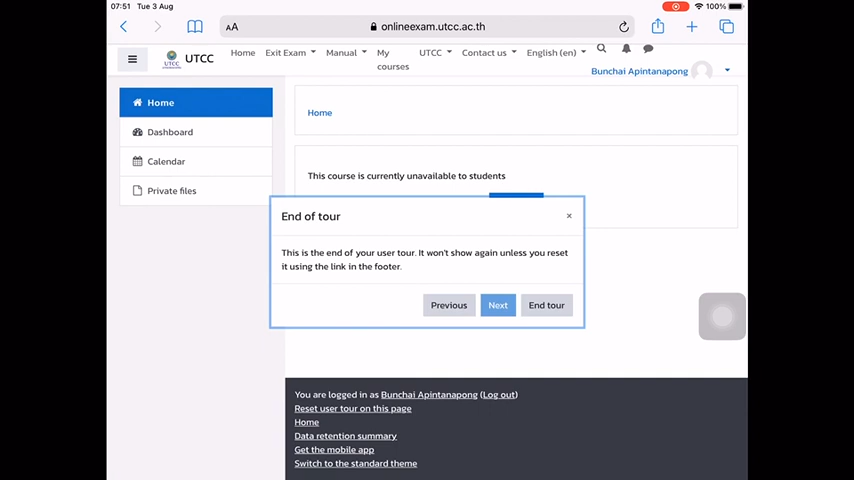 07:51 Tue 3 Aug 100%
AA onlineexam.utcc.ac.th
UTCC Home Exit Exam Manual My courses UTCC Contact us English (en)
Bunchai Apintanapong
Home
Dashboard
Calendar
Private files
Home
This course is currently unavailable to students
End of tour ×
This is the end of your user tour. It won't show again unless you reset
it using the link in the footer.
Previous Next End tour
You are logged in as Bunchai Apintanapong (Log out)
Reset user tour on this page
Home
Data retention summary
Get the mobile app
Switch to the standard theme